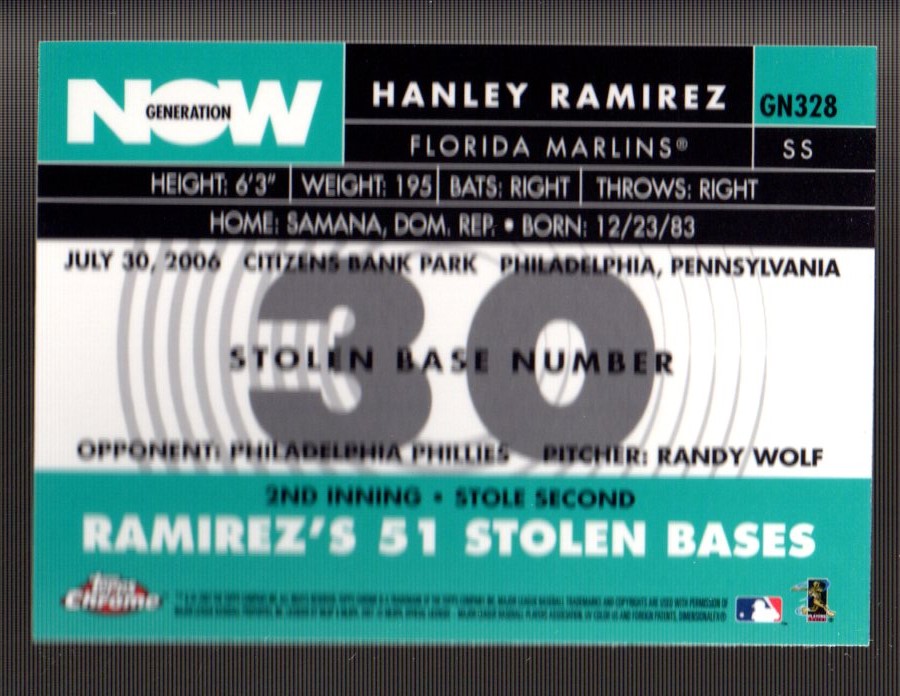 NOW
GENERATION
HANLEY RAMIREZ
GN328
FLORIDA MARLINS®
SS
HEIGHT: 6'3" WEIGHT: 195 BATS: RIGHT THROWS: RIGHT
HOME: SAMANA, DOM. REP. • BORN: 12/23/83
JULY 30, 2006 CITIZENS BANK PARK PHILADELPHIA, PENNSYLVANIA
30
STOLEN BASE NUMBER
OPPONENT: PHILADELPHIA PHILLIES PITCHER: RANDY WOLF
2ND INNING • STOLE SECOND
RAMIREZ'S 51 STOLEN BASES
Topps
Chrome